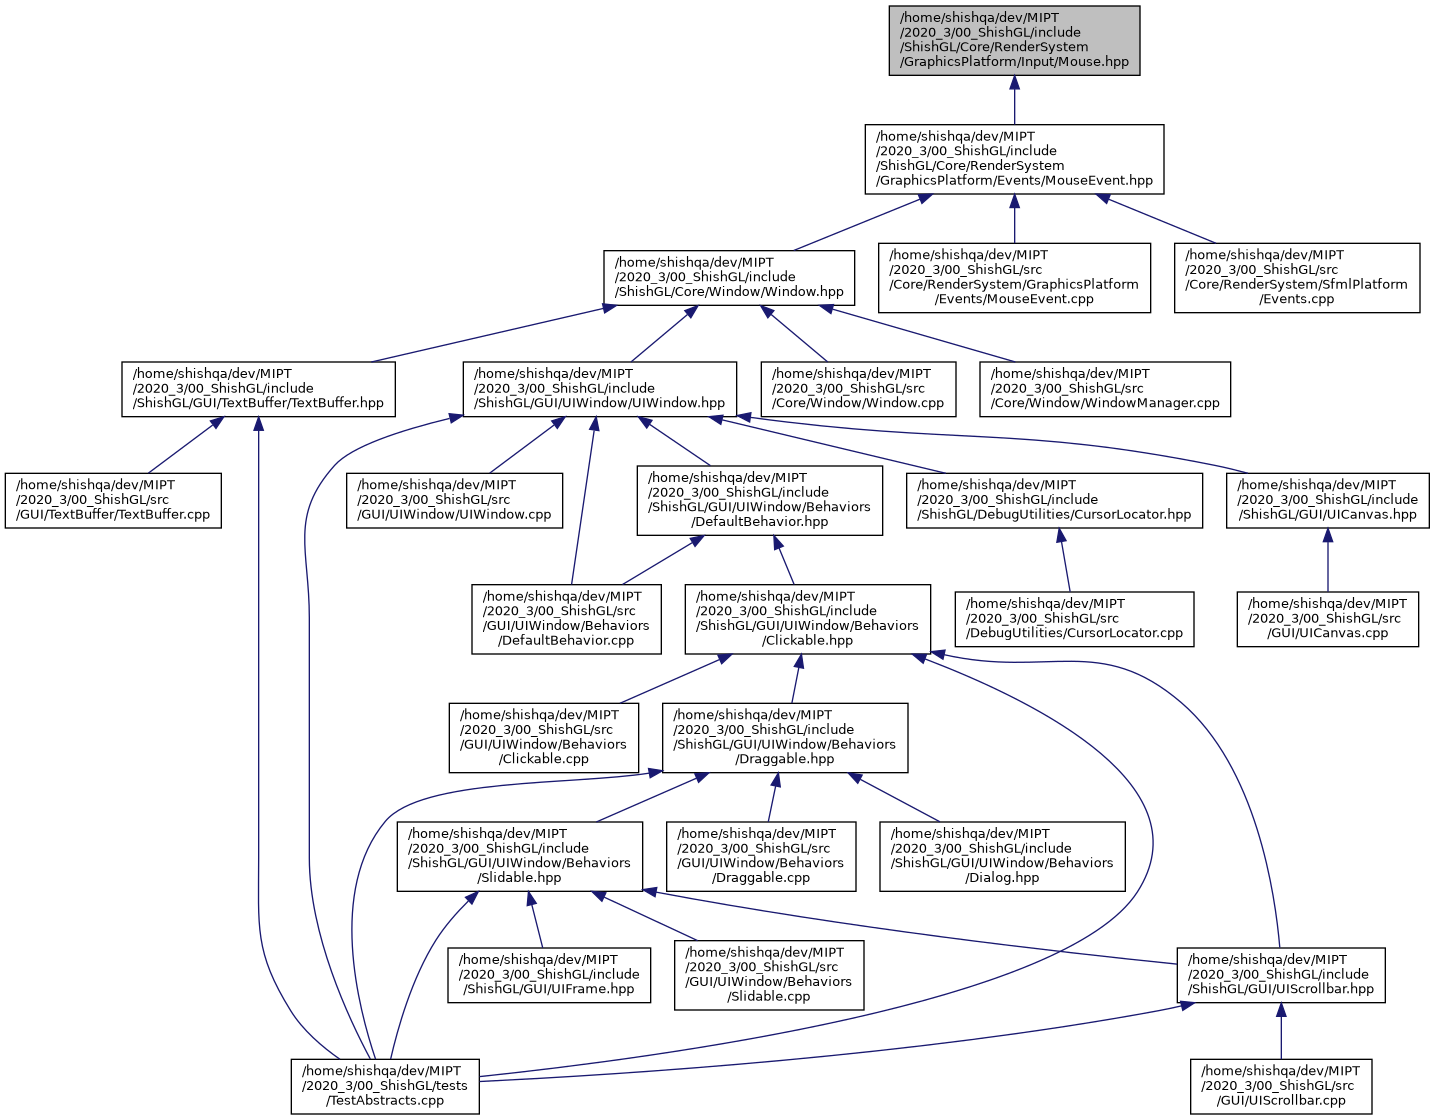 /home/shishqa/dev/MIPT
/2020_3/00_ShishGL/include
/ShishGL/Core/RenderSystem
/GraphicsPlatform/Input/Mouse.hpp
/home/shishqa/dev/MIPT
/2020_3/00_ShishGL/include
/ShishGL/Core/RenderSystem
/GraphicsPlatform/Events/MouseEvent.hpp
/home/shishqa/dev/MIPT
/2020_3/00_ShishGL/include
/ShishGL/Core/Window/Window.hpp
/home/shishqa/dev/MIPT
/2020_3/00_ShishGL/src
/Core/RenderSystem/GraphicsPlatform
/Events/MouseEvent.cpp
/home/shishqa/dev/MIPT
/2020_3/00_ShishGL/src
/Core/RenderSystem/SfmlPlatform
/Events.cpp
/home/shishqa/dev/MIPT
/2020_3/00_ShishGL/include
/ShishGL/GUI/TextBuffer/TextBuffer.hpp
/home/shishqa/dev/MIPT
/2020_3/00_ShishGL/include
/ShishGL/GUI/UIWindow/UIWindow.hpp
/home/shishqa/dev/MIPT
/2020_3/00_ShishGL/src
/Core/Window/Window.cpp
/home/shishqa/dev/MIPT
/2020_3/00_ShishGL/src
/Core/Window/WindowManager.cpp
/home/shishqa/dev/MIPT
/2020_3/00_ShishGL/src
/GUI/TextBuffer/TextBuffer.cpp
/home/shishqa/dev/MIPT
/2020_3/00_ShishGL/src
/GUI/UIWindow/UIWindow.cpp
/home/shishqa/dev/MIPT
/2020_3/00_ShishGL/include
/ShishGL/GUI/UIWindow/Behaviors
/DefaultBehavior.hpp
/home/shishqa/dev/MIPT
/2020_3/00_ShishGL/include
/ShishGL/DebugUtilities/CursorLocator.hpp
/home/shishqa/dev/MIPT
/2020_3/00_ShishGL/include
/ShishGL/GUI/UICanvas.hpp
/home/shishqa/dev/MIPT
/2020_3/00_ShishGL/src
/GUI/UIWindow/Behaviors
/DefaultBehavior.cpp
/home/shishqa/dev/MIPT
/2020_3/00_ShishGL/include
/ShishGL/GUI/UIWindow/Behaviors
/Clickable.hpp
/home/shishqa/dev/MIPT
/2020_3/00_ShishGL/src
/DebugUtilities/CursorLocator.cpp
/home/shishqa/dev/MIPT
/2020_3/00_ShishGL/src
/GUI/UICanvas.cpp
/home/shishqa/dev/MIPT
/2020_3/00_ShishGL/src
/GUI/UIWindow/Behaviors
/Clickable.cpp
/home/shishqa/dev/MIPT
/2020_3/00_ShishGL/include
/ShishGL/GUI/UIWindow/Behaviors
/Draggable.hpp
/home/shishqa/dev/MIPT
/2020_3/00_ShishGL/include
/ShishGL/GUI/UIWindow/Behaviors
/Slidable.hpp
/home/shishqa/dev/MIPT
/2020_3/00_ShishGL/src
/GUI/UIWindow/Behaviors
/Draggable.cpp
/home/shishqa/dev/MIPT
/2020_3/00_ShishGL/include
/ShishGL/GUI/UIWindow/Behaviors
/Dialog.hpp
/home/shishqa/dev/MIPT
/2020_3/00_ShishGL/include
/ShishGL/GUI/UIFrame.hpp
/home/shishqa/dev/MIPT
/2020_3/00_ShishGL/src
/GUI/UIWindow/Behaviors
/Slidable.cpp
/home/shishqa/dev/MIPT
/2020_3/00_ShishGL/include
/ShishGL/GUI/UIScrollbar.hpp
/home/shishqa/dev/MIPT
/2020_3/00_ShishGL/tests
/TestAbstracts.cpp
/home/shishqa/dev/MIPT
/2020_3/00_ShishGL/src
/GUI/UIScrollbar.cpp